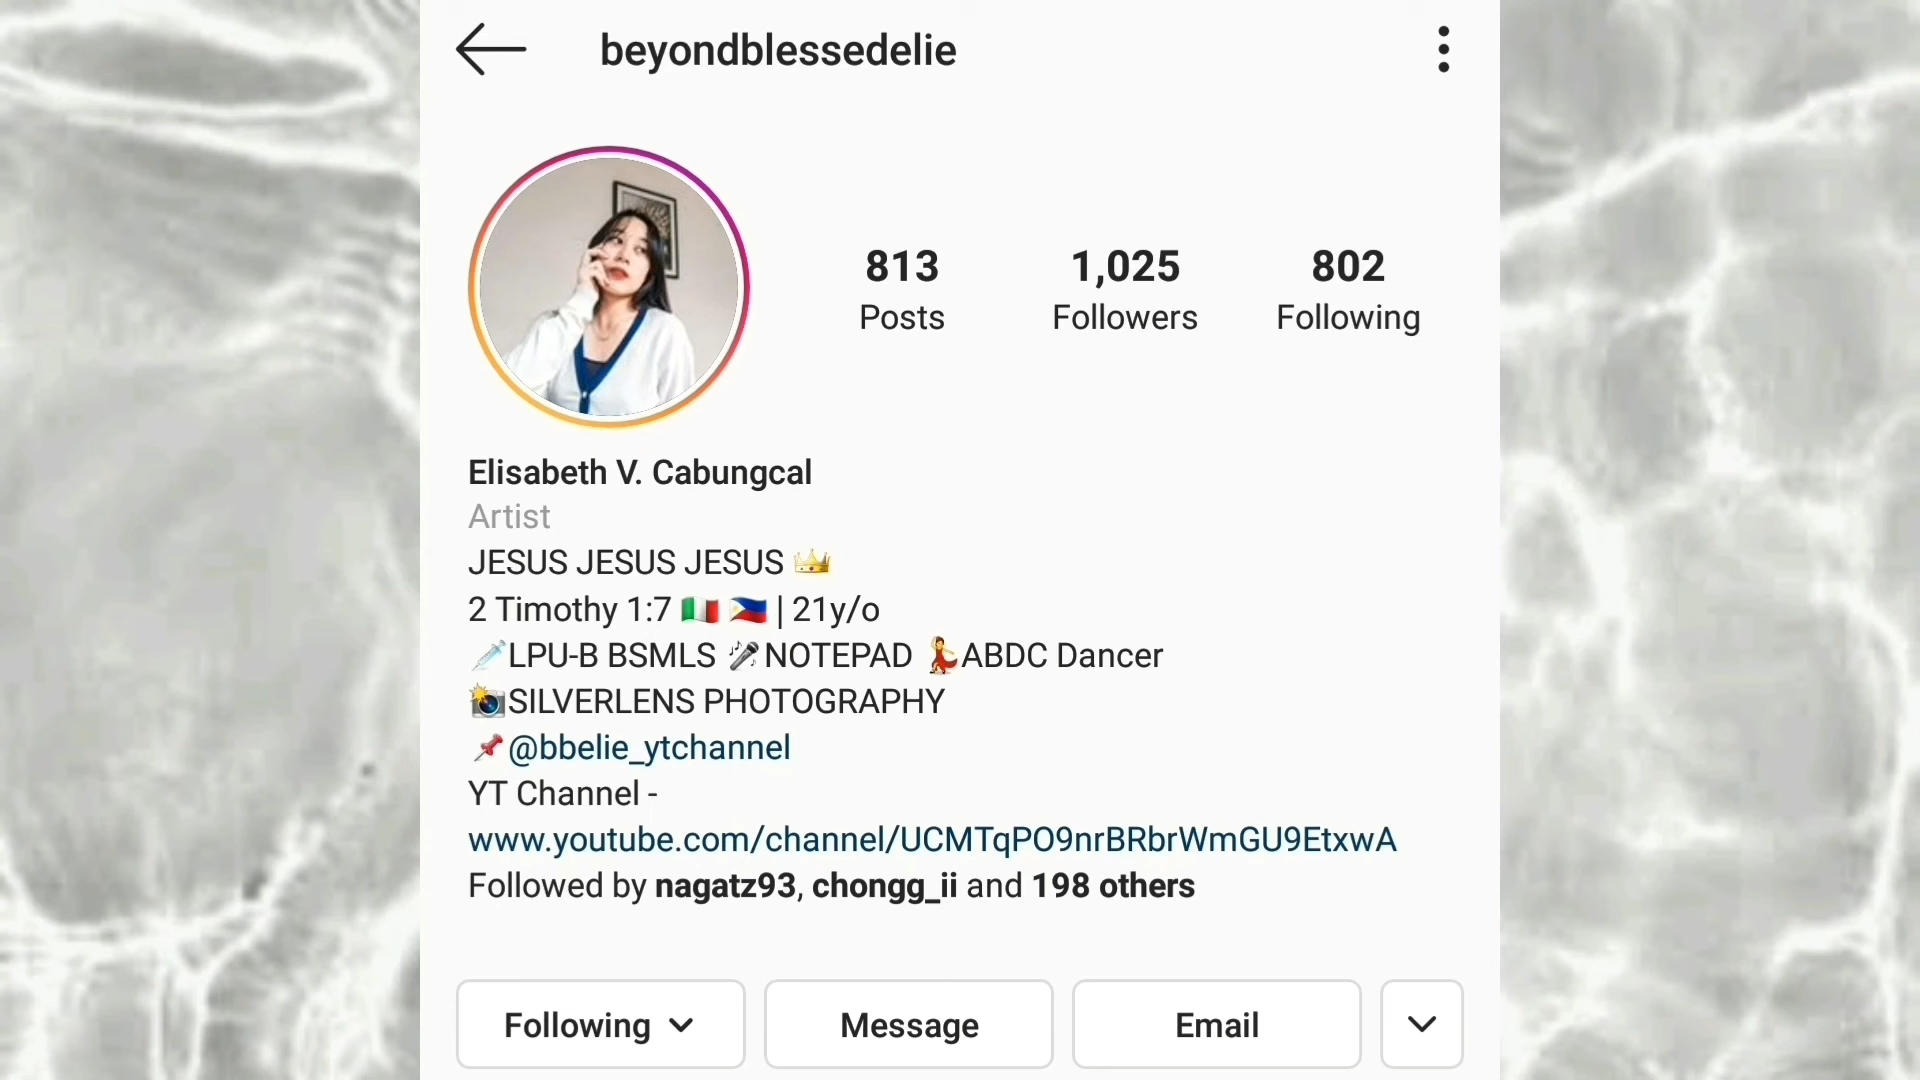 beyondblessedelie
813 1,025 802
Posts Followers Following
Elisabeth V. Cabungcal
Artist
JESUS JESUS JESUS 👑
2 Timothy 1:7 🇮🇹 🇵🇭 | 21y/o
💉LPU-B BSMLS 🎤NOTEPAD 💃ABDC Dancer
📸SILVERLENS PHOTOGRAPHY
📌@bbelie_ytchannel
YT Channel -
www.youtube.com/channel/UCMTqPO9nrBRbrWmGU9EtxwA
Followed by nagatz93, chongg_ii and 198 others
Following Message Email